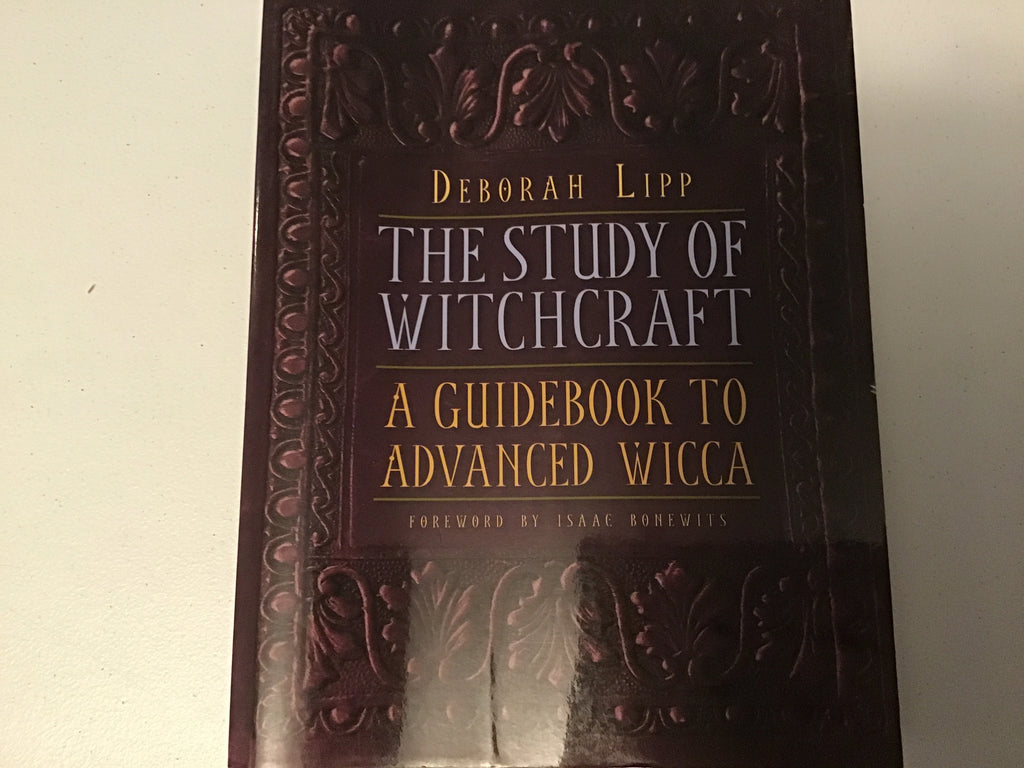 DEBORAH LIPP
THE STUDY OF
WITCHCRAFT
A GUIDEBOOK TO
ADVANCED WICCA
FOREWORD BY ISAAC BONEWITS